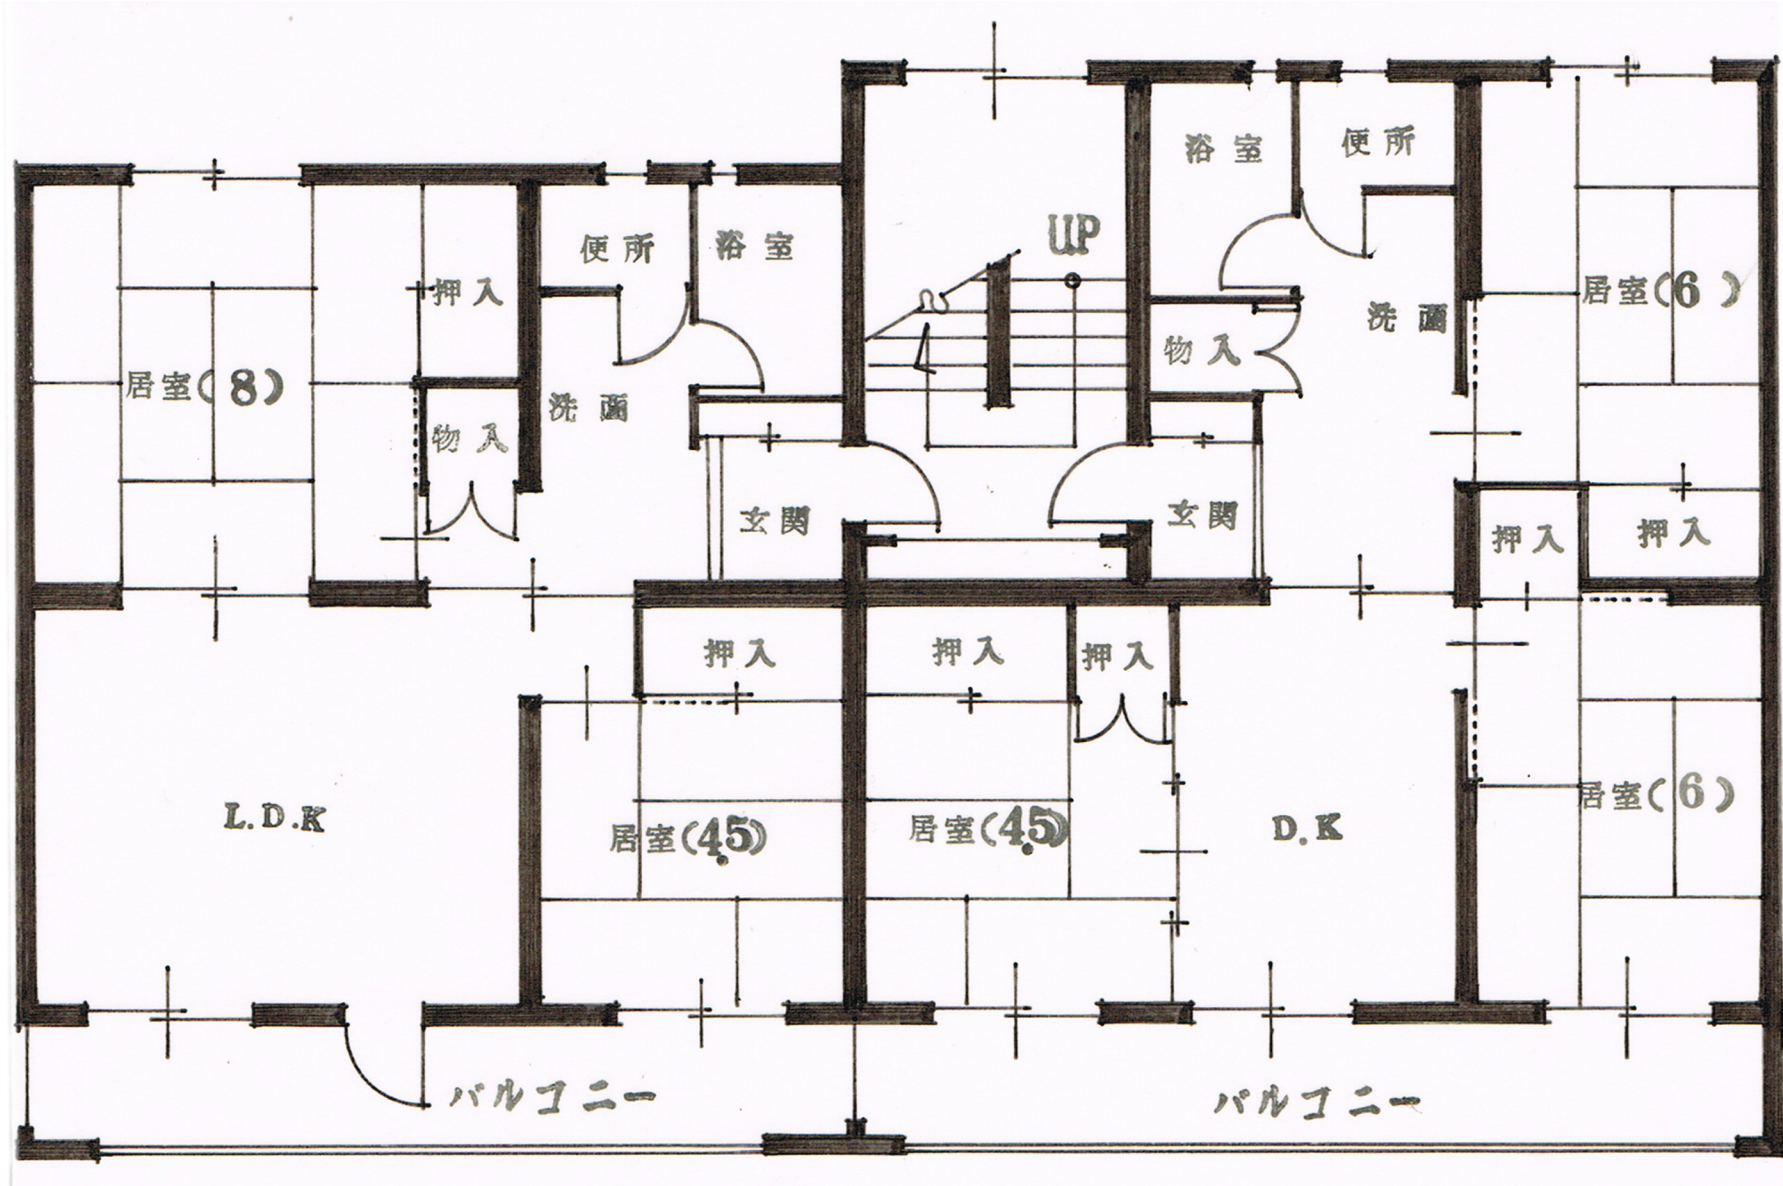 浴室
便所
UP
便所
浴室
押入
居室(6)
洗面
物入
居室(8)
洗面
物入
玄関
玄関
押入
押入
押入
押入
押入
L.D.K
居室(4.5)
居室(4.5)
D.K
居室(6)
バルコニー
バルコニー